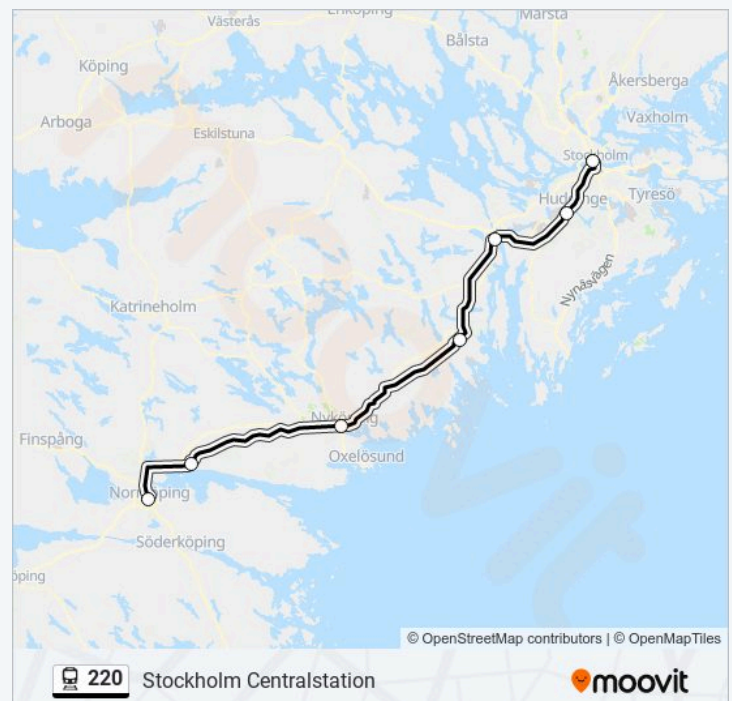 Västerås
Enköping
Märsta
Bålsta
Köping
Åkersberga
Arboga
Eskilstuna
Vaxholm
Stockholm
Huddinge
Tyresö
Nynäsvägen
Katrineholm
Nyköping
Finspång
Oxelösund
Norrköping
Söderköping
öping
© OpenStreetMap contributors | © OpenMapTiles
220 Stockholm Centralstation
moovit